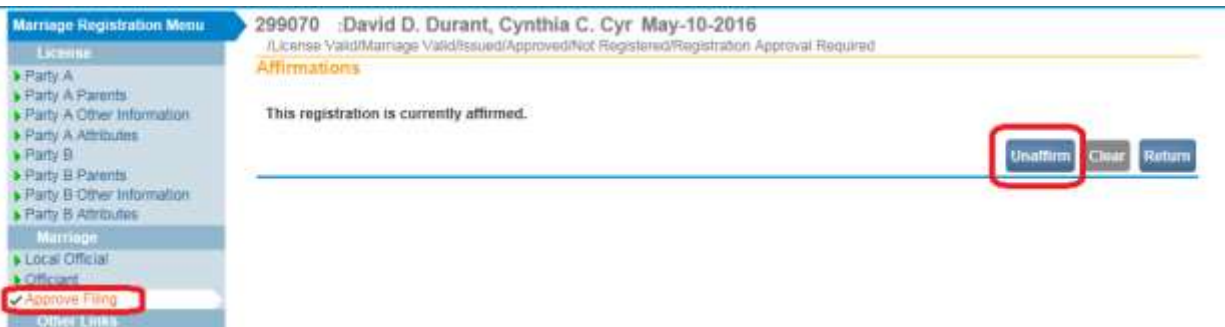 Marriage Registration Menu
License
Party A
Party A Parents
Party A Other Information
Party A Attributes
Party B
Party B Parents
Party B Other Information
Party B Attributes
Marriage
Local Official
Officiant
Approve Filing
Other Links
299070 :David D. Durant, Cynthia C. Cyr May-10-2016
/License Valid/Marriage Valid/Issued/Approved/Not Registered/Registration Approval Required
Affirmations
This registration is currently affirmed.
Unaffirm Clear Return